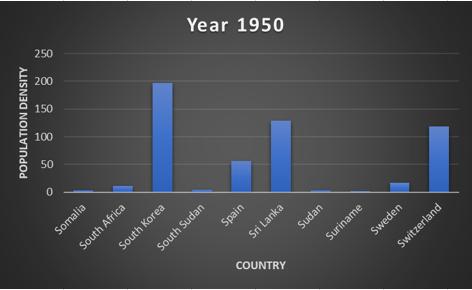 Year 1950
POPULATION DENSITY
250
200
150
100
50
0
Somalia
South Africa
South Korea
South Sudan
Spain
Sri Lanka
Sudan
Suriname
Sweden
Switzerland
COUNTRY